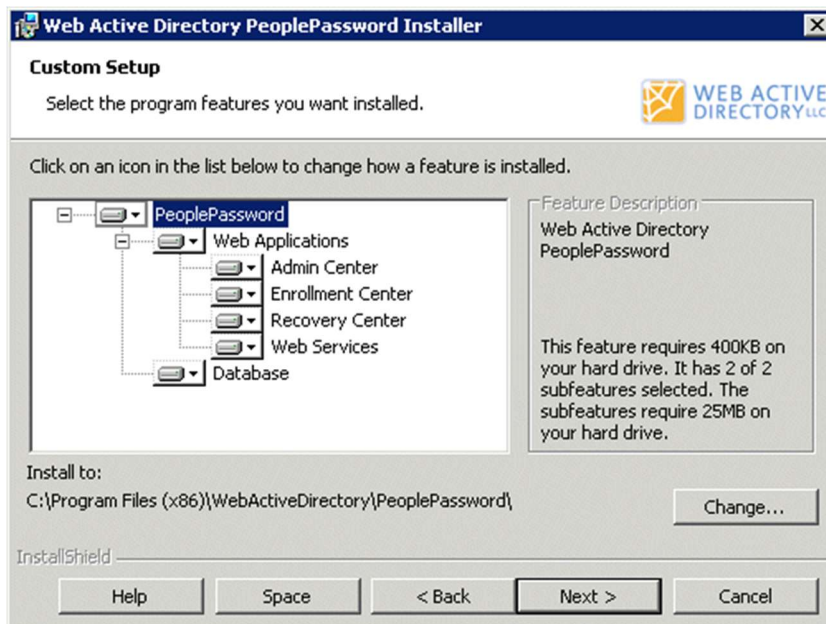 Web Active Directory PeoplePassword Installer
Custom Setup
Select the program features you want installed.
WEB ACTIVE
DIRECTORY LLC
Click on an icon in the list below to change how a feature is installed.
PeoplePassword
Web Applications
Admin Center
Enrollment Center
Recovery Center
Web Services
Database
Feature Description
Web Active Directory
PeoplePassword
This feature requires 400KB on
your hard drive. It has 2 of 2
subfeatures selected. The
subfeatures require 25MB on
your hard drive.
Install to:
C:\Program Files (x86)\WebActiveDirectory\PeoplePassword\
Change...
InstallShield
Help
Space
< Back
Next >
Cancel